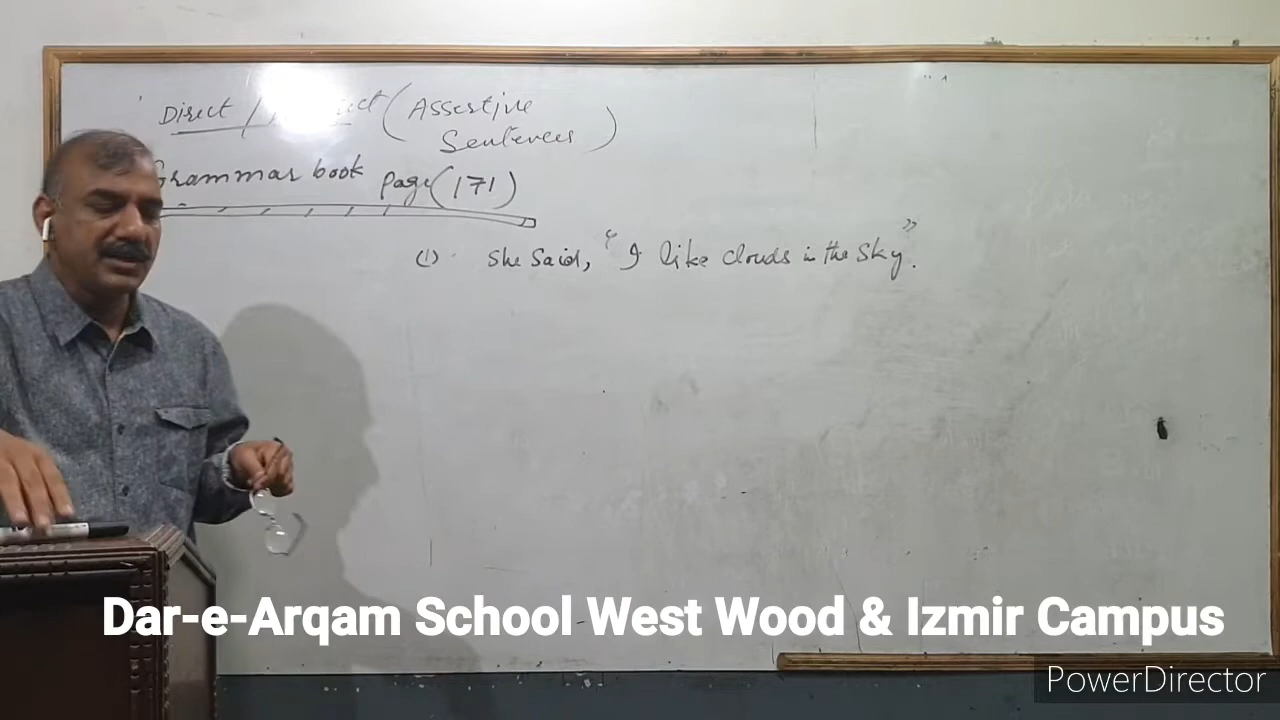 Direct / (Assertive
Sentences)
Grammar book page (171)
(1). She Said, "I like clouds in the sky".
Dar-e-Arqam School West Wood & Izmir Campus
PowerDirector